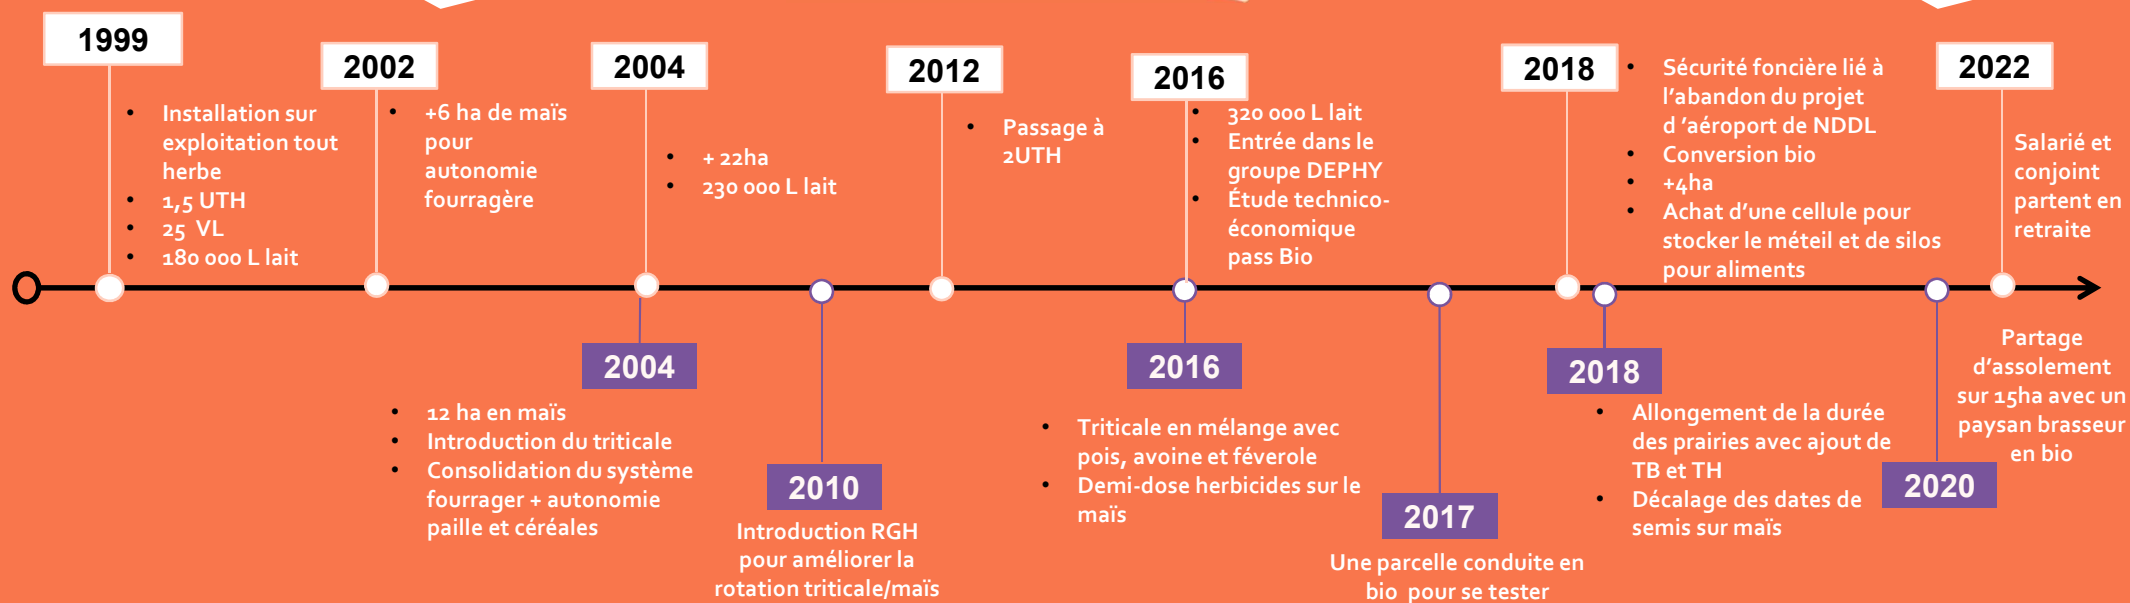 1999
• Installation sur
exploitation tout
herbe
• 1,5 UTH
• 25 VL
• 180 000 L lait
2002
• +6 ha de maïs
pour
autonomie
fourragère
2004
• + 22ha
• 230 000 L lait
2012
• Passage à
2UTH
2016
• 320 000 L lait
• Entrée dans le
groupe DEPHY
• Étude technico-
économique
pass Bio
2018
• Sécurité foncière lié à
l'abandon du projet
d 'aéroport de NDDL
• Conversion bio
• +4ha
• Achat d'une cellule pour
stocker le méteil et de silos
pour aliments
2022
Salarié et
conjoint
partent en
retraite
2004
• 12 ha en maïs
• Introduction du triticale
• Consolidation du système
fourrager + autonomie
paille et céréales
2010
Introduction RGH
pour améliorer la
rotation triticale/maïs
2016
• Triticale en mélange avec
pois, avoine et féverole
• Demi-dose herbicides sur le
maïs
2017
Une parcelle conduite en
bio pour se tester
2018
• Allongement de la durée
des prairies avec ajout de
TB et TH
• Décalage des dates de
semis sur maïs
2020
Partage
d'assolement
sur 15ha avec un
paysan brasseur
en bio